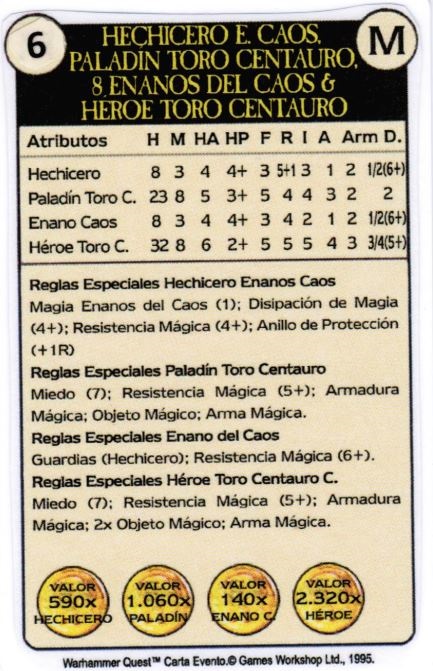 6
HECHICERO E. CAOS,
PALADÍN TORO CENTAURO,
8 ENANOS DEL CAOS &
HEROE TORO CENTAURO
M
Atributos H M HA HP F R I A Arm D.
Hechicero 8 3 4 4+ 3 5+1 3 1 2 1/2(6+)
Paladín Toro C. 23 8 5 3+ 5 4 4 3 2 2
Enano Caos 8 3 4 4+ 3 4 2 1 2 1/2(6+)
Héroe Toro C. 32 8 6 2+ 5 5 5 4 3 3/4(5+)
Reglas Especiales Hechicero Enanos Caos
Magia Enanos del Caos (1); Disipación de Magia
(4+); Resistencia Mágica (4+); Anillo de Protección
(+1R)
Reglas Especiales Paladín Toro Centauro
Miedo (7); Resistencia Mágica (5+); Armadura
Mágica; Objeto Mágico; Arma Mágica.
Reglas Especiales Enano del Caos
Guardias (Hechicero); Resistencia Mágica (6+).
Reglas Especiales Héroe Toro Centauro C.
Miedo (7); Resistencia Mágica (5+); Armadura
Mágica; 2x Objeto Mágico; Arma Mágica.
VALOR
590x
HECHICERO
VALOR
1.060x
PALADÍN
VALOR
140x
ENANO C.
VALOR
2.320x
HÉROE
Warhammer Quest™ Carta Evento.© Games Workshop Ltd., 1995.